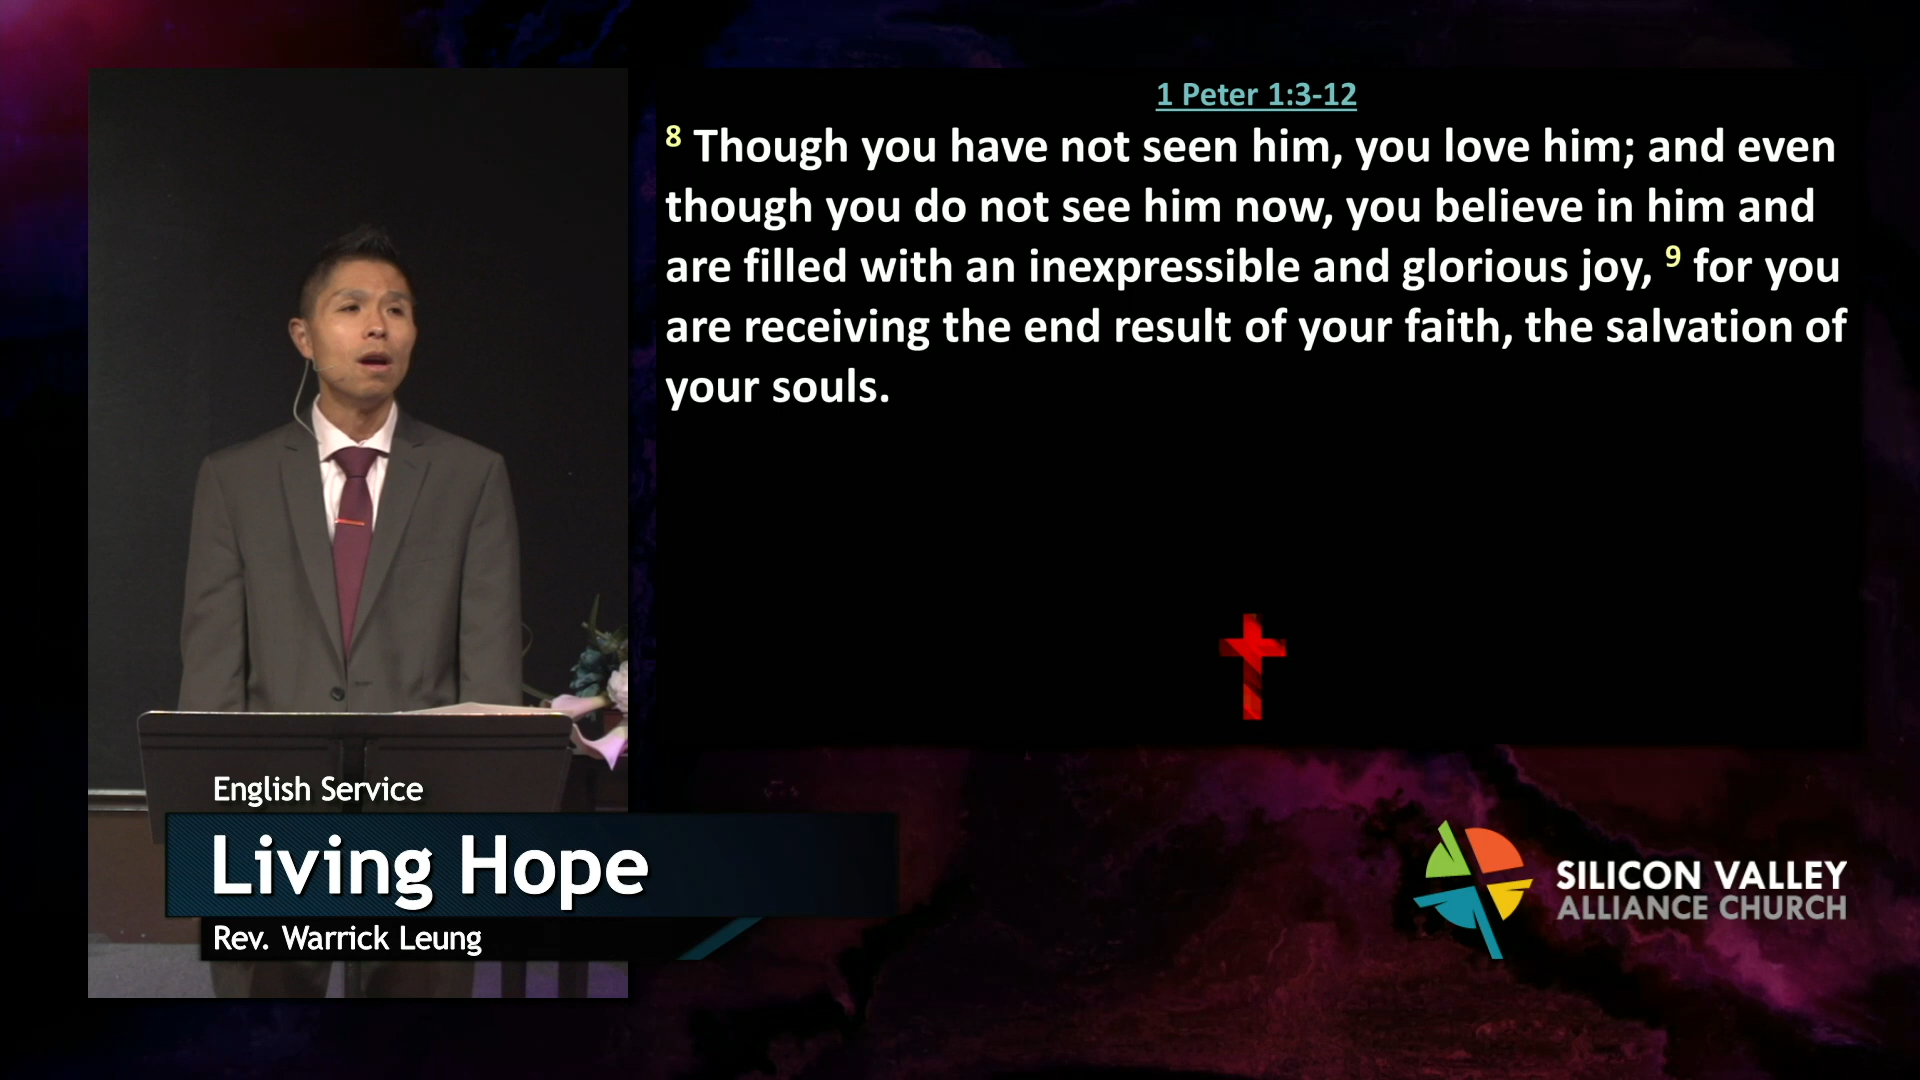 1 Peter 1:3-12
8 Though you have not seen him, you love him; and even
though you do not see him now, you believe in him and
are filled with an inexpressible and glorious joy, 9 for you
are receiving the end result of your faith, the salvation of
your souls.
English Service
Living Hope
Rev. Warrick Leung
SILICON VALLEY
ALLIANCE CHURCH